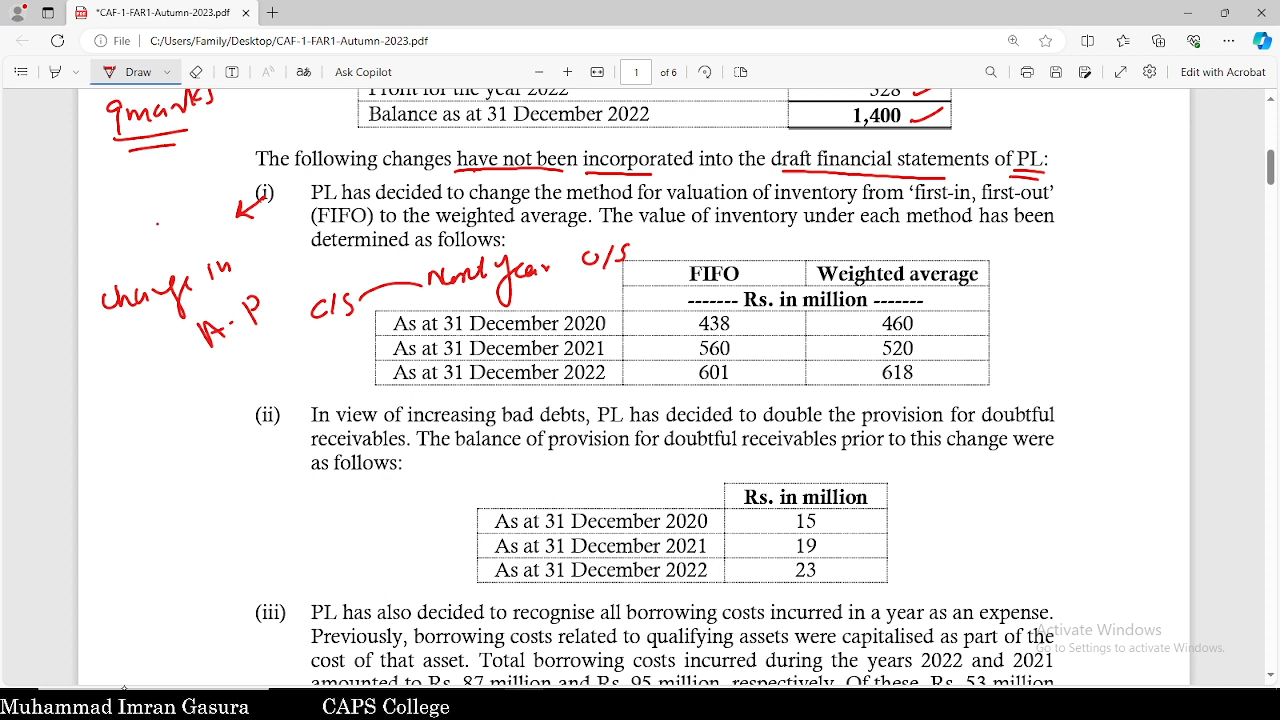 *CAF-1-FAR1-Autumn-2023.pdf
File C:/Users/Family/Desktop/CAF-1-FAR1-Autumn-2023.pdf
Draw Ask Copilot 1 of 6 Edit with Acrobat
9marks
Profit for the year 2022 528
Balance as at 31 December 2022 1,400
The following changes have not been incorporated into the draft financial statements of PL:
(i) PL has decided to change the method for valuation of inventory from ‘first-in, first-out’
(FIFO) to the weighted average. The value of inventory under each method has been
determined as follows:
change in
A.P
C/S Next year O/S
FIFO Weighted average
------- Rs. in million -------
As at 31 December 2020 438 460
As at 31 December 2021 560 520
As at 31 December 2022 601 618
(ii) In view of increasing bad debts, PL has decided to double the provision for doubtful
receivables. The balance of provision for doubtful receivables prior to this change were
as follows:
Rs. in million
As at 31 December 2020 15
As at 31 December 2021 19
As at 31 December 2022 23
(iii) PL has also decided to recognise all borrowing costs incurred in a year as an expense.
Previously, borrowing costs related to qualifying assets were capitalised as part of the
cost of that asset. Total borrowing costs incurred during the years 2022 and 2021
amounted to Rs. 87 million and Rs. 95 million, respectively. Of these, Rs. 53 million
Activate Windows
Go to Settings to activate Windows.
Muhammad Imran Gasura CAPS College